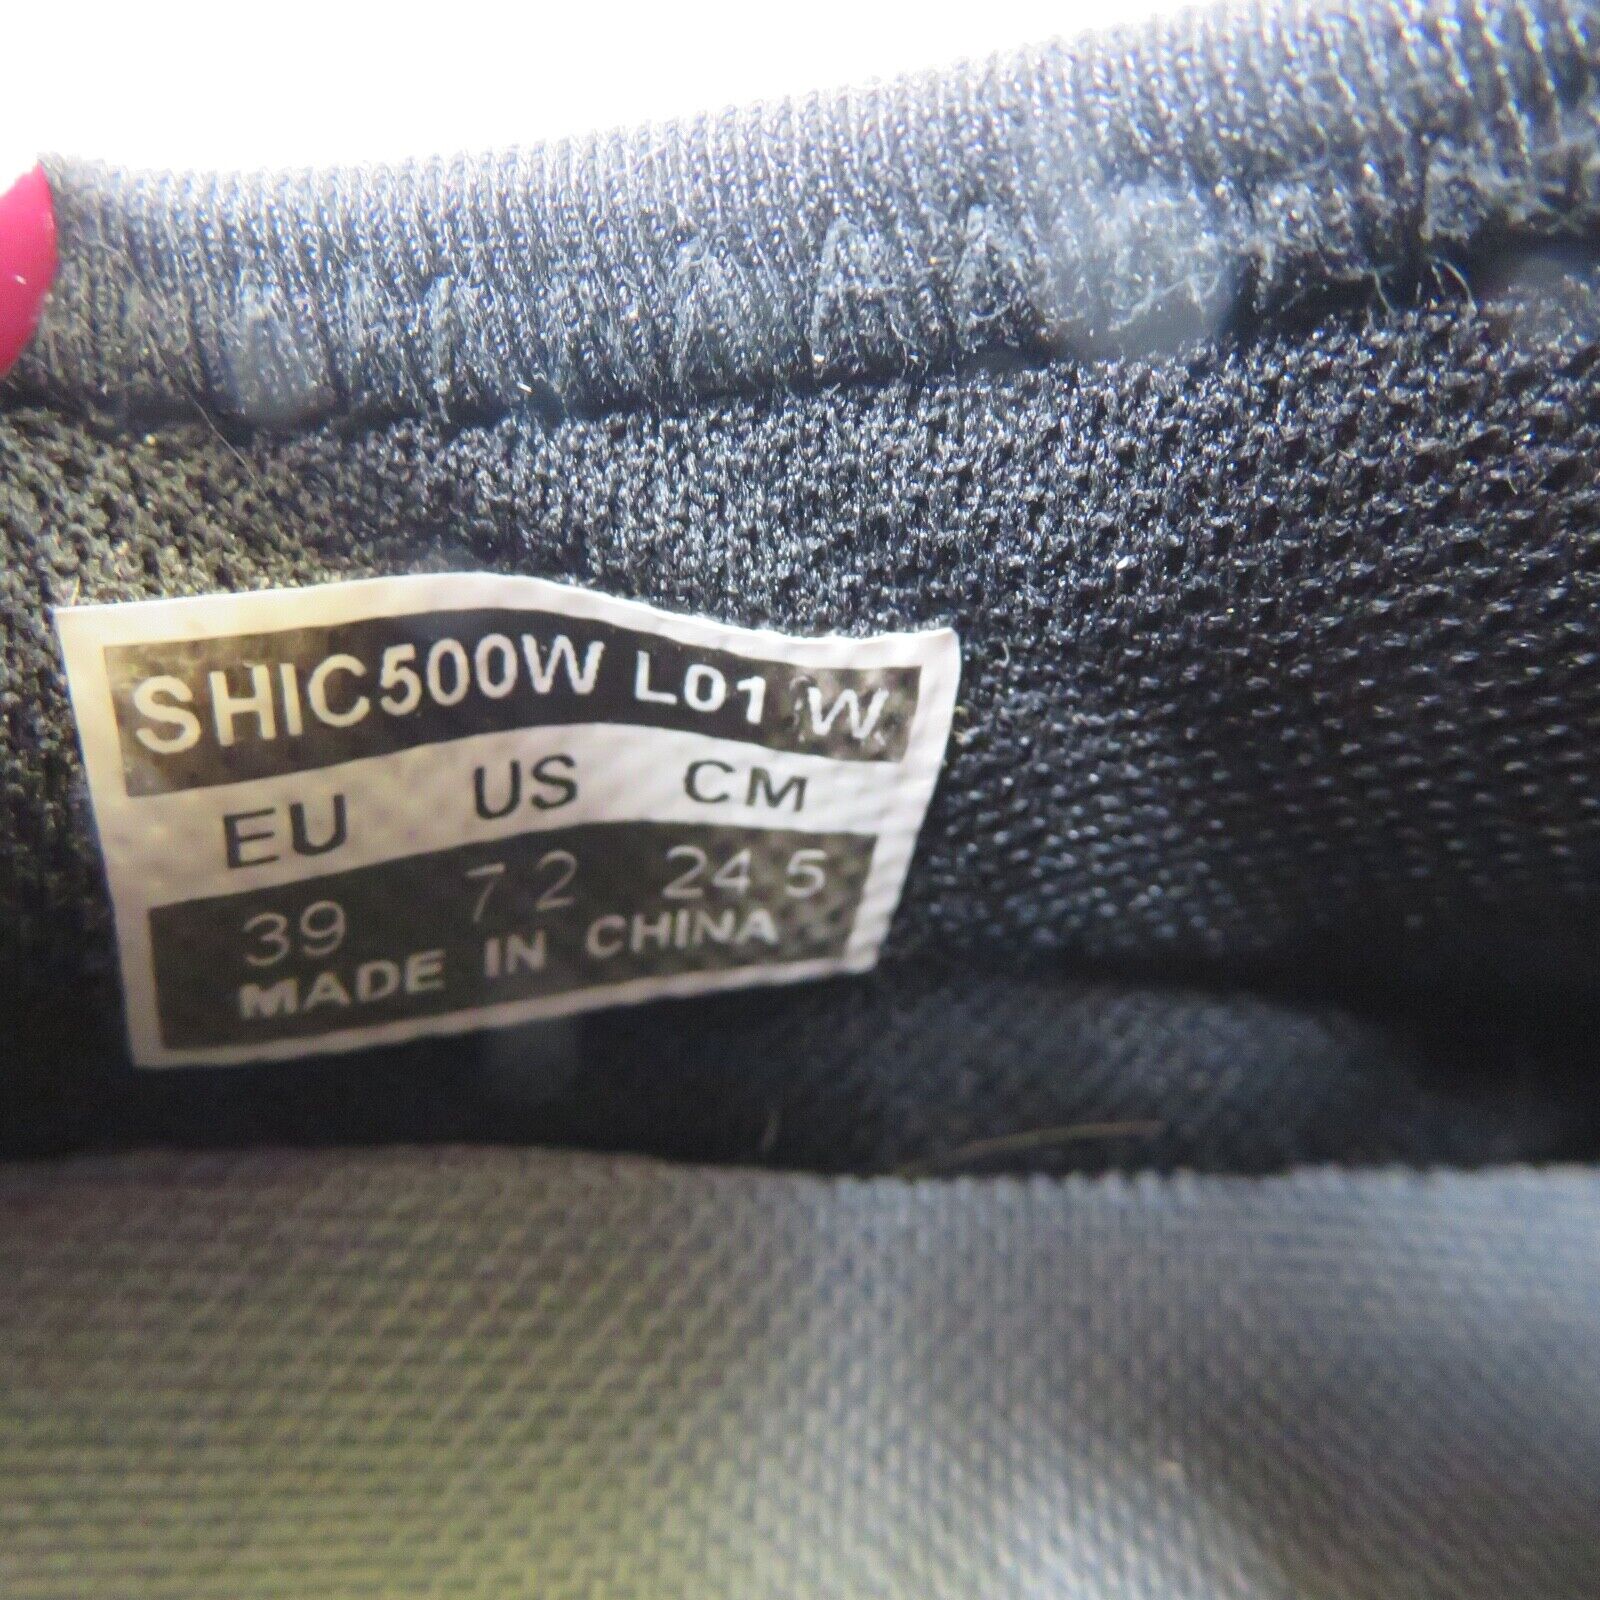 SHIC500W L01 W
EU US CM
39 7 2 24 5
MADE IN CHINA